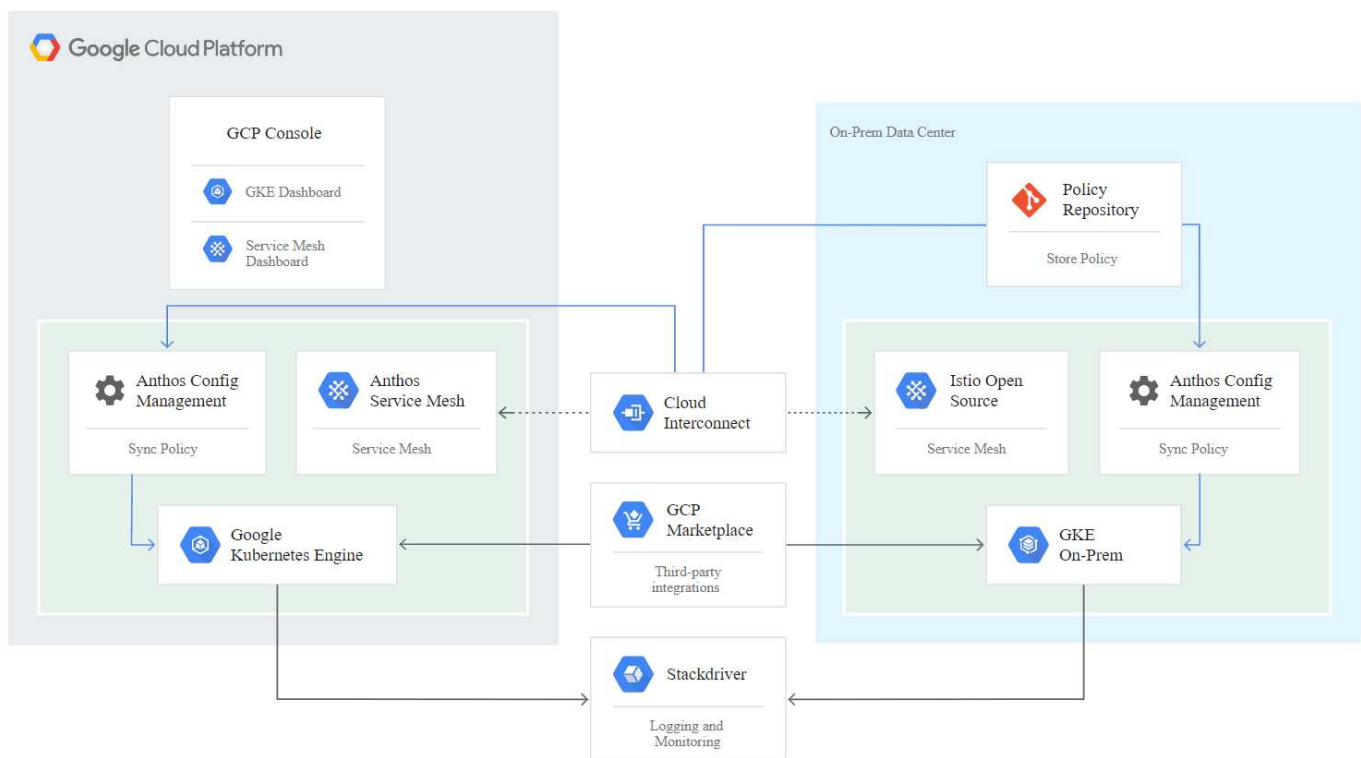 Google Cloud Platform
GCP Console
GKE Dashboard
Service Mesh
Dashboard
On-Prem Data Center
Policy
Repository
Store Policy
Anthos Config
Management
Sync Policy
Anthos
Service Mesh
Service Mesh
Cloud
Interconnect
Istio Open
Source
Service Mesh
Anthos Config
Management
Sync Policy
Google
Kubernetes Engine
GCP
Marketplace
Third-party
integrations
GKE
On-Prem
Stackdriver
Logging and
Monitoring